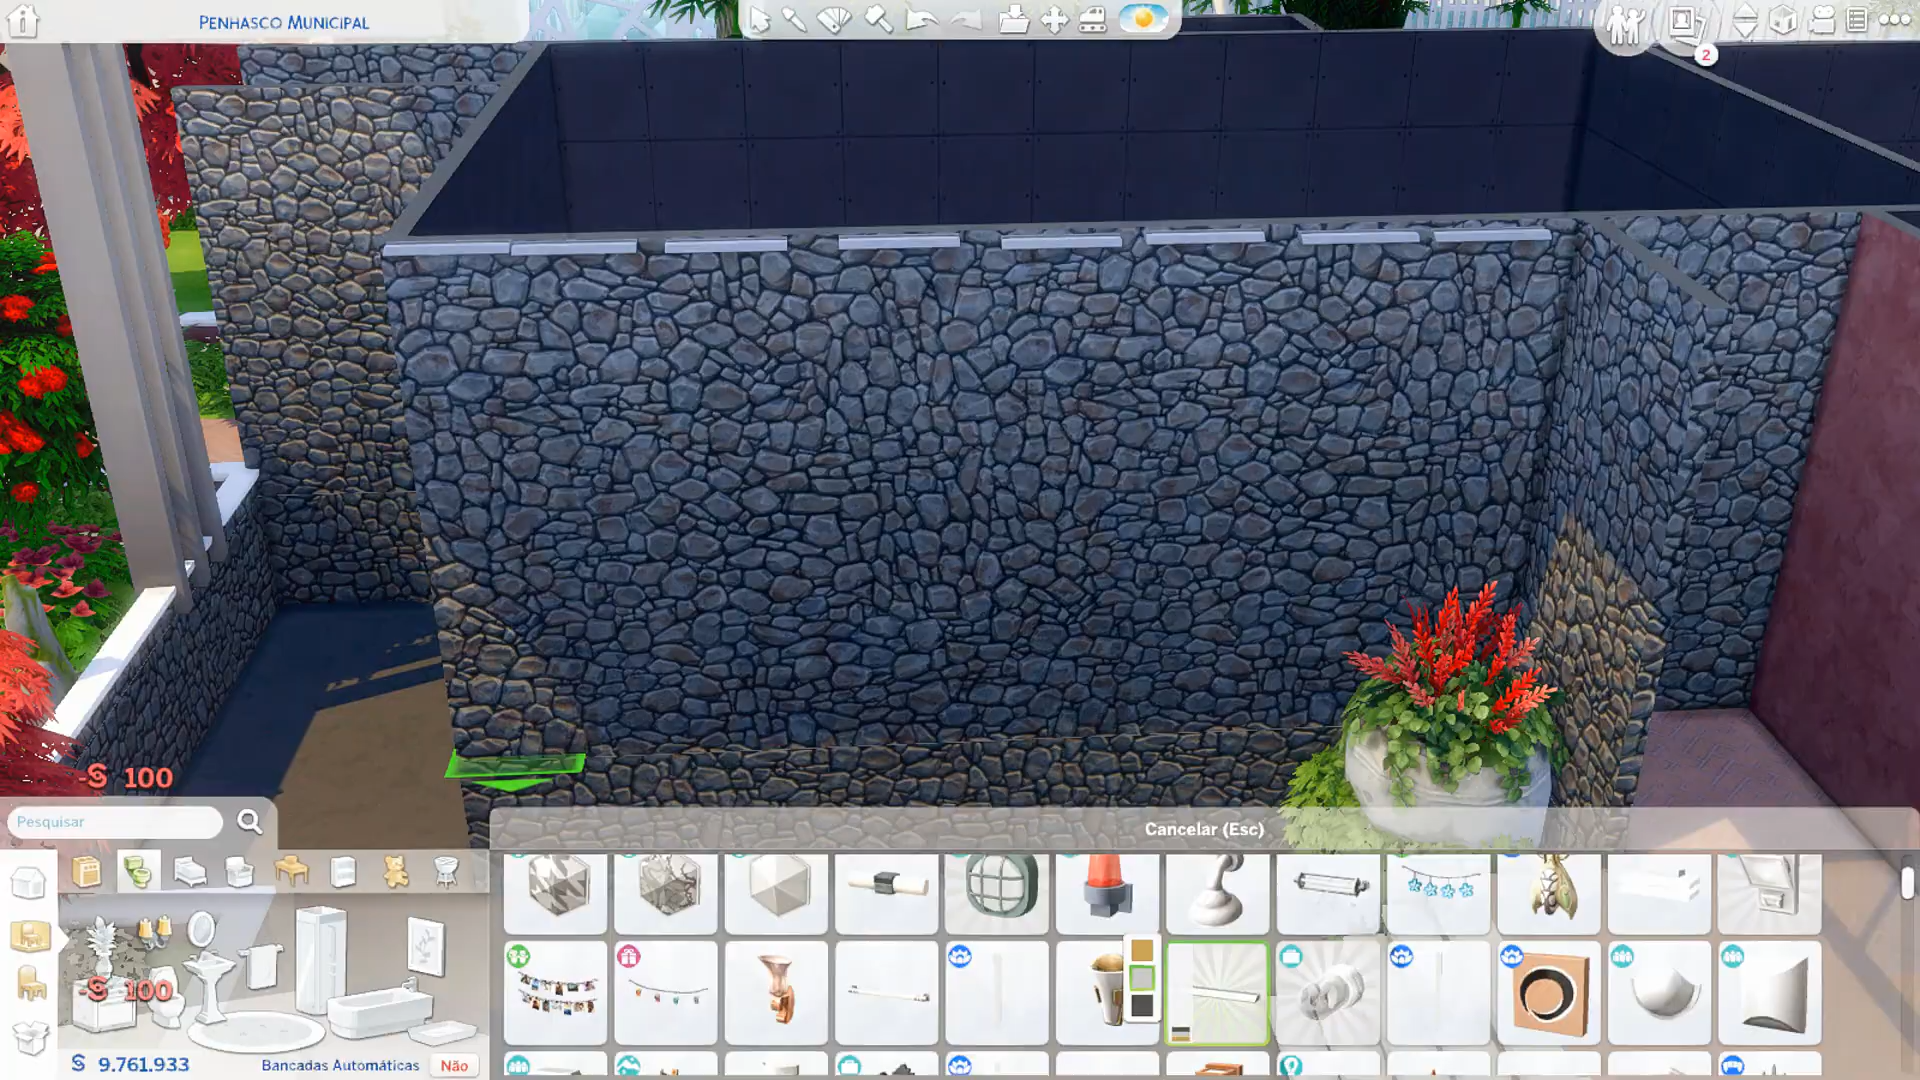 PENHASCO MUNICIPAL
2
-§ 100
Pesquisar
Cancelar (Esc)
-§ 100
§ 9.761.933
Bancadas Automáticas
Não